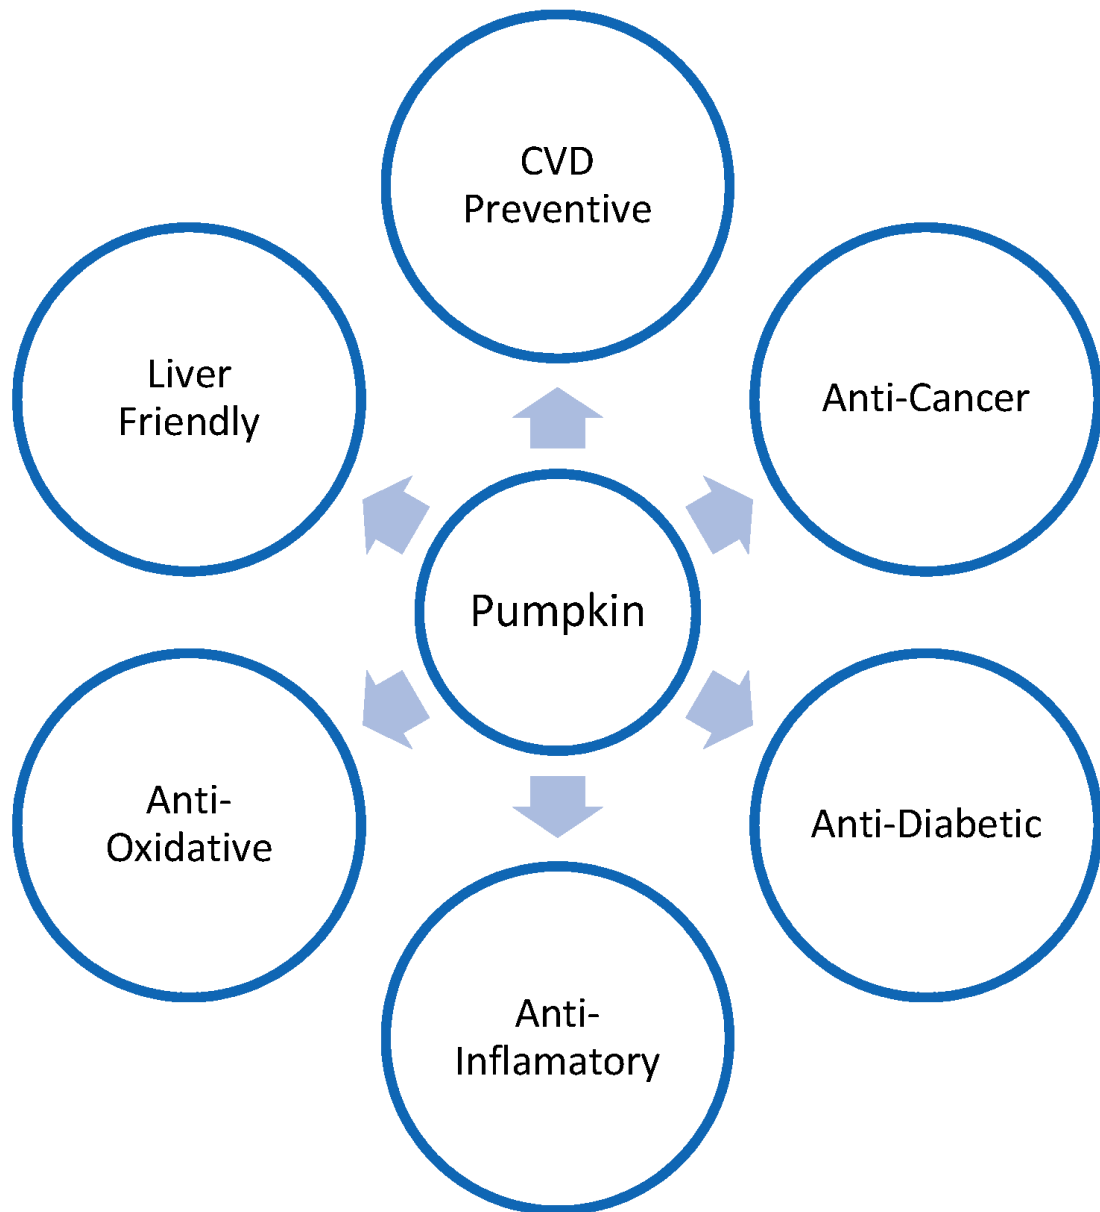 CVD
Preventive
Liver
Friendly
Anti-Cancer
Pumpkin
Anti-
Oxidative
Anti-Diabetic
Anti-
Inflamatory